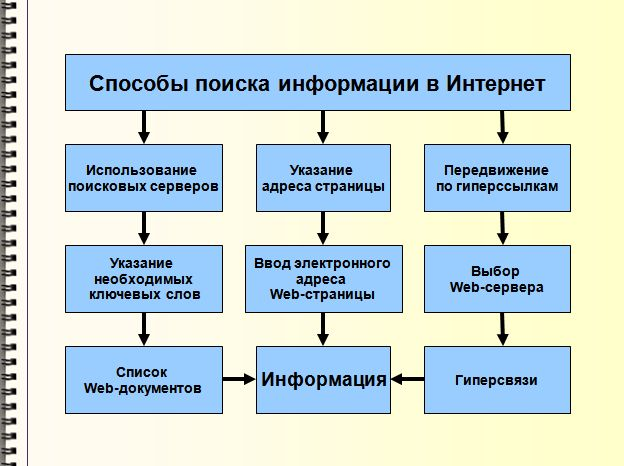 Способы поиска информации в Интернет
Использование
поисковых серверов
Указание
адреса страницы
Передвижение
по гиперссылкам
Указание
необходимых
ключевых слов
Ввод электронного
адреса
Web-страницы
Выбор
Web-сервера
Список
Web-документов
Информация
Гиперсвязи